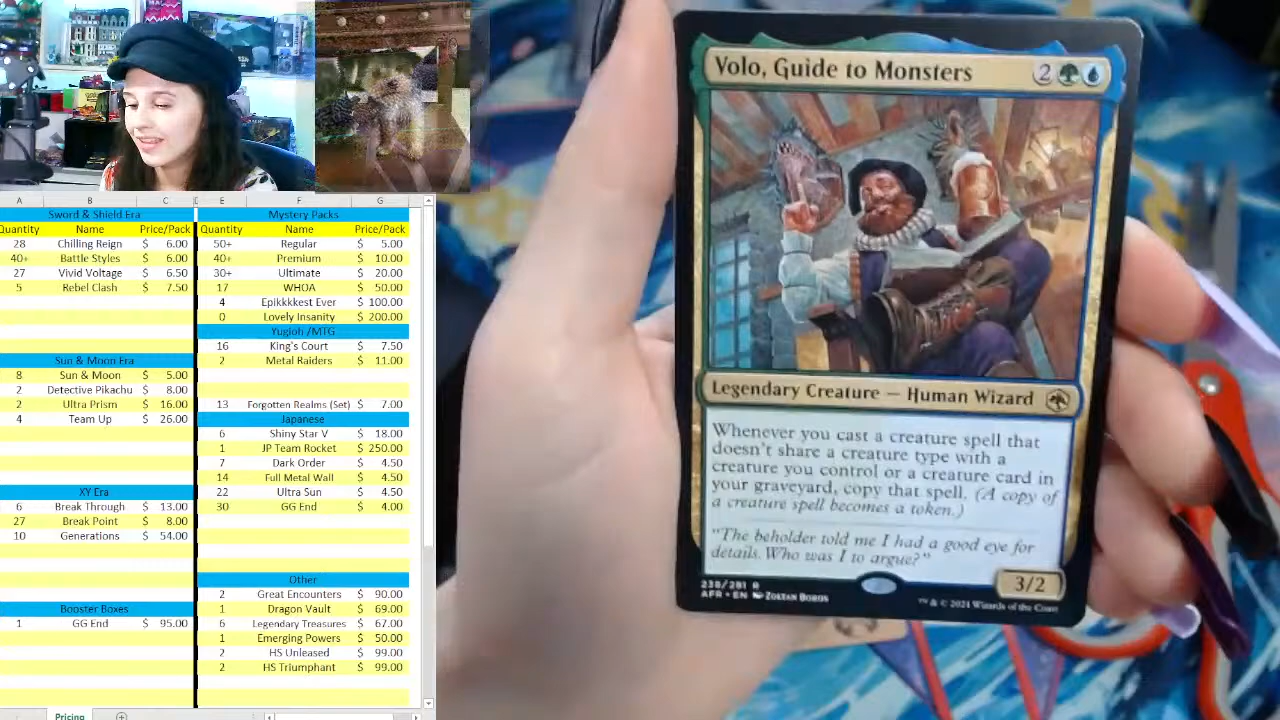 A B C E F G
Sword & Shield Era
Quantity Name Price/Pack
28 Chilling Reign $ 6.00
40+ Battle Styles $ 6.00
27 Vivid Voltage $ 6.50
5 Rebel Clash $ 7.50
Sun & Moon Era
8 Sun & Moon $ 5.00
2 Detective Pikachu $ 8.00
2 Ultra Prism $ 16.00
4 Team Up $ 26.00
XY Era
6 Break Through $ 13.00
27 Break Point $ 8.00
10 Generations $ 54.00
Booster Boxes
1 GG End $ 95.00
Mystery Packs
Quantity Name Price/Pack
50+ Regular $ 5.00
40+ Premium $ 10.00
30+ Ultimate $ 20.00
17 WHOA $ 50.00
4 Epikkkkest Ever $ 100.00
0 Lovely Insanity $ 200.00
Yugioh /MTG
16 King's Court $ 7.50
2 Metal Raiders $ 11.00
13 Forgotten Realms (Set) $ 7.00
Japanese
6 Shiny Star V $ 18.00
1 JP Team Rocket $ 250.00
7 Dark Order $ 4.50
14 Full Metal Wall $ 4.50
22 Ultra Sun $ 4.50
30 GG End $ 4.00
Other
2 Great Encounters $ 90.00
1 Dragon Vault $ 69.00
6 Legendary Treasures $ 67.00
1 Emerging Powers $ 50.00
2 HS Unleased $ 99.00
2 HS Triumphant $ 99.00
Pricing
Volo, Guide to Monsters 2
Legendary Creature — Human Wizard
Whenever you cast a creature spell that
doesn't share a creature type with a
creature you control or a creature card in
your graveyard, copy that spell. (A copy of
a creature spell becomes a token.)
"The beholder told me I had a good eye for
details. Who was I to argue?"
3/2
238/281 R
AFR • EN Zoltan Boros
™ & © 2021 Wizards of the Coast